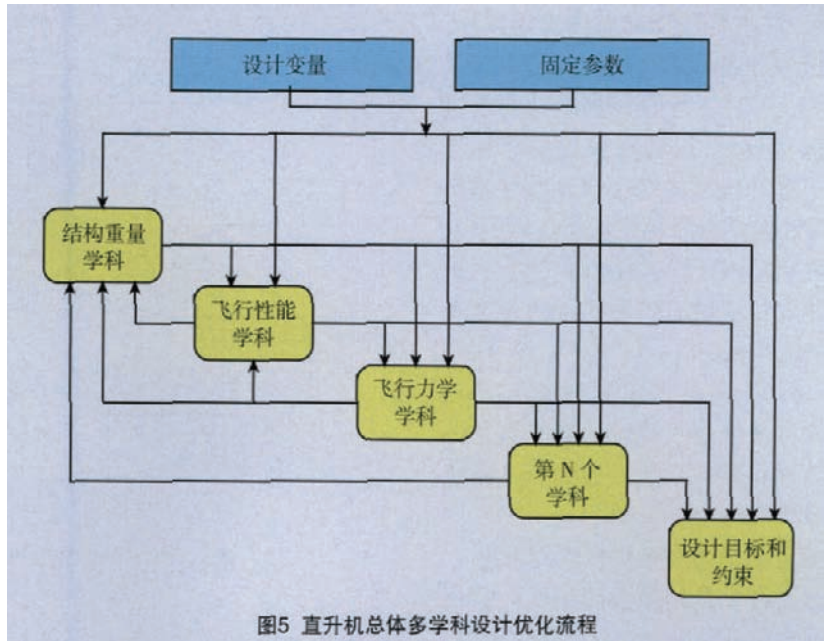 设计变量
固定参数
结构重量
学科
飞行性能
学科
飞行力学
学科
第 N 个
学科
设计目标和
约束
图5 直升机总体多学科设计优化流程